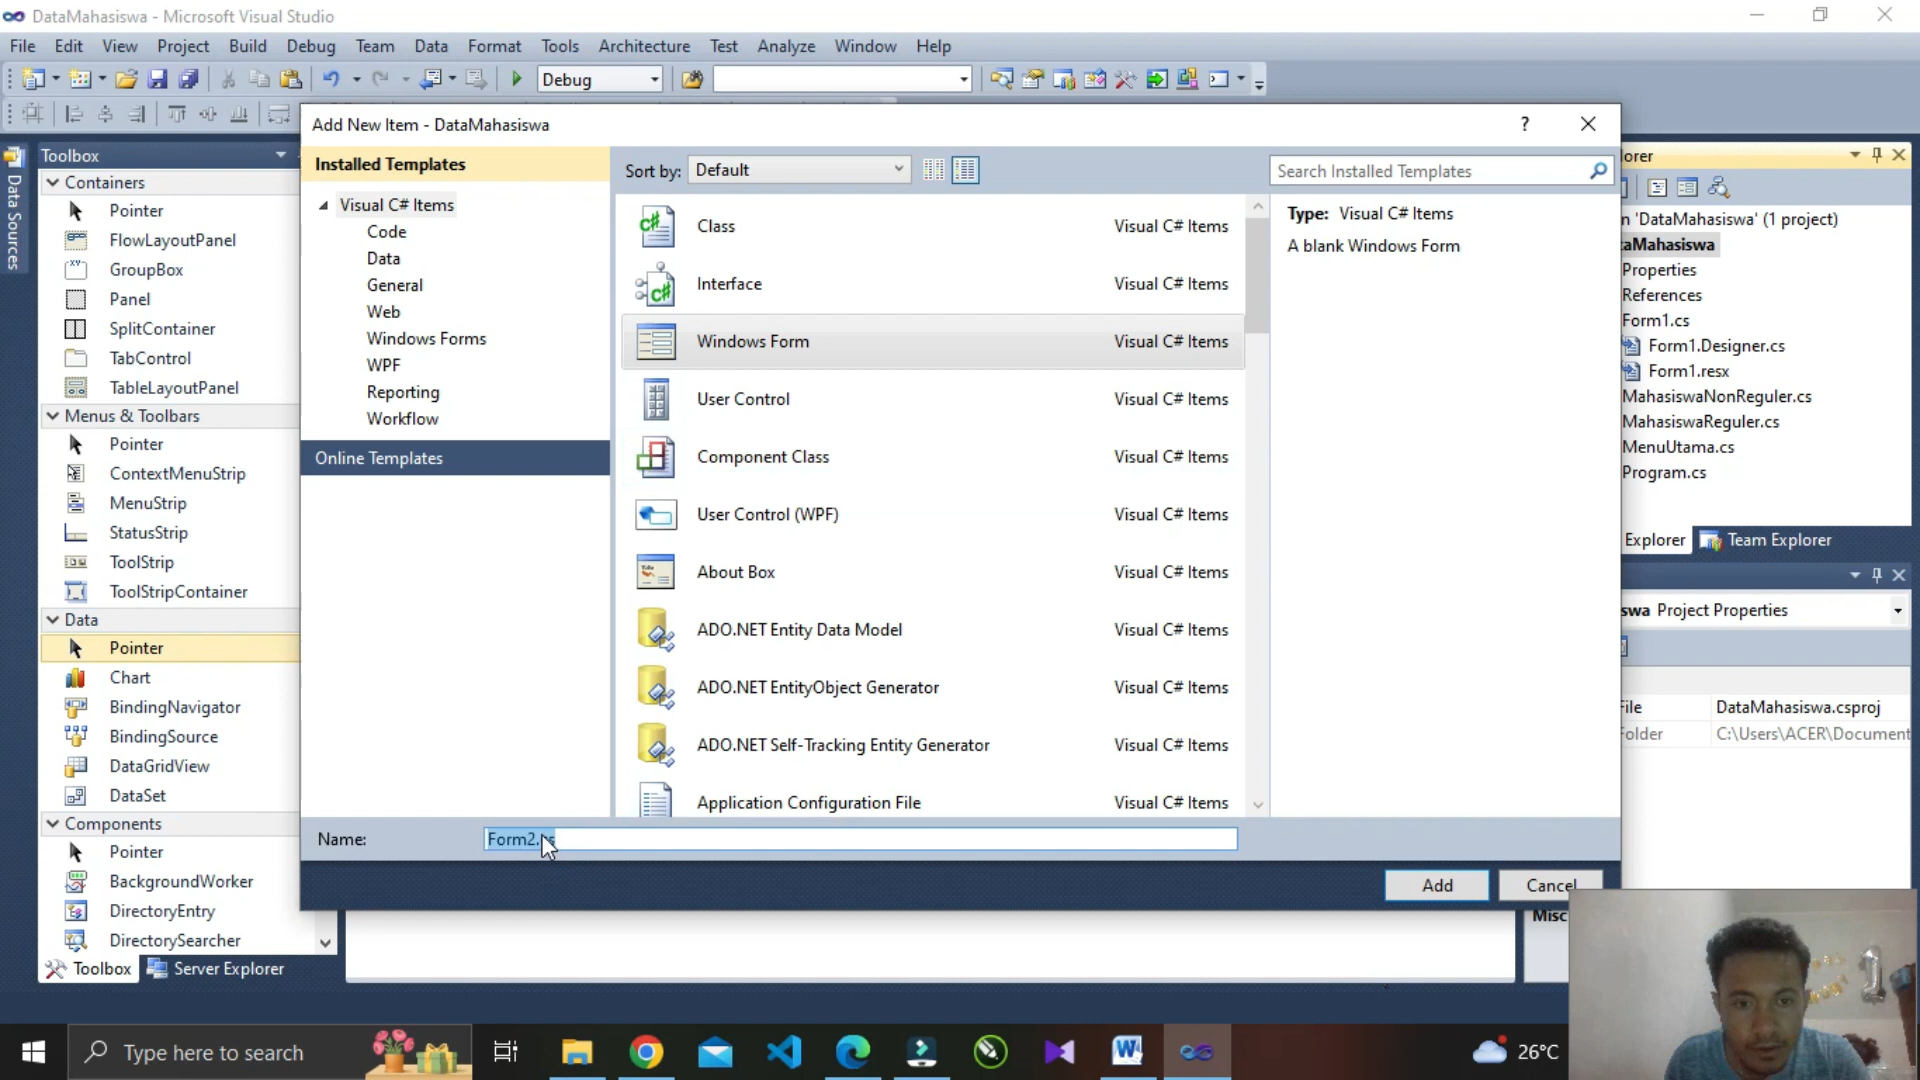 DataMahasiswa - Microsoft Visual Studio
File Edit View Project Build Debug Team Data Format Tools Architecture Test Analyze Window Help
Debug
Add New Item - DataMahasiswa
?
Toolbox
Data Sources
Containers
Pointer
FlowLayoutPanel
GroupBox
Panel
SplitContainer
TabControl
TableLayoutPanel
Menus & Toolbars
Pointer
ContextMenuStrip
MenuStrip
StatusStrip
ToolStrip
ToolStripContainer
Data
Pointer
Chart
BindingNavigator
BindingSource
DataGridView
DataSet
Components
Pointer
BackgroundWorker
DirectoryEntry
DirectorySearcher
Toolbox Server Explorer
Installed Templates
Visual C# Items
Code
Data
General
Web
Windows Forms
WPF
Reporting
Workflow
Online Templates
Sort by: Default
Search Installed Templates
Class Visual C# Items
Interface Visual C# Items
Windows Form Visual C# Items
User Control Visual C# Items
Component Class Visual C# Items
User Control (WPF) Visual C# Items
About Box Visual C# Items
ADO.NET Entity Data Model Visual C# Items
ADO.NET EntityObject Generator Visual C# Items
ADO.NET Self-Tracking Entity Generator Visual C# Items
Application Configuration File Visual C# Items
Type: Visual C# Items
A blank Windows Form
Name: Form2.cs
Add Cancel
lorer
n 'DataMahasiswa' (1 project)
taMahasiswa
Properties
References
Form1.cs
Form1.Designer.cs
Form1.resx
MahasiswaNonReguler.cs
MahasiswaReguler.cs
MenuUtama.cs
Program.cs
Explorer Team Explorer
swa Project Properties
File DataMahasiswa.csproj
Folder C:\Users\ACER\Document
Misc
Type here to search
26°C